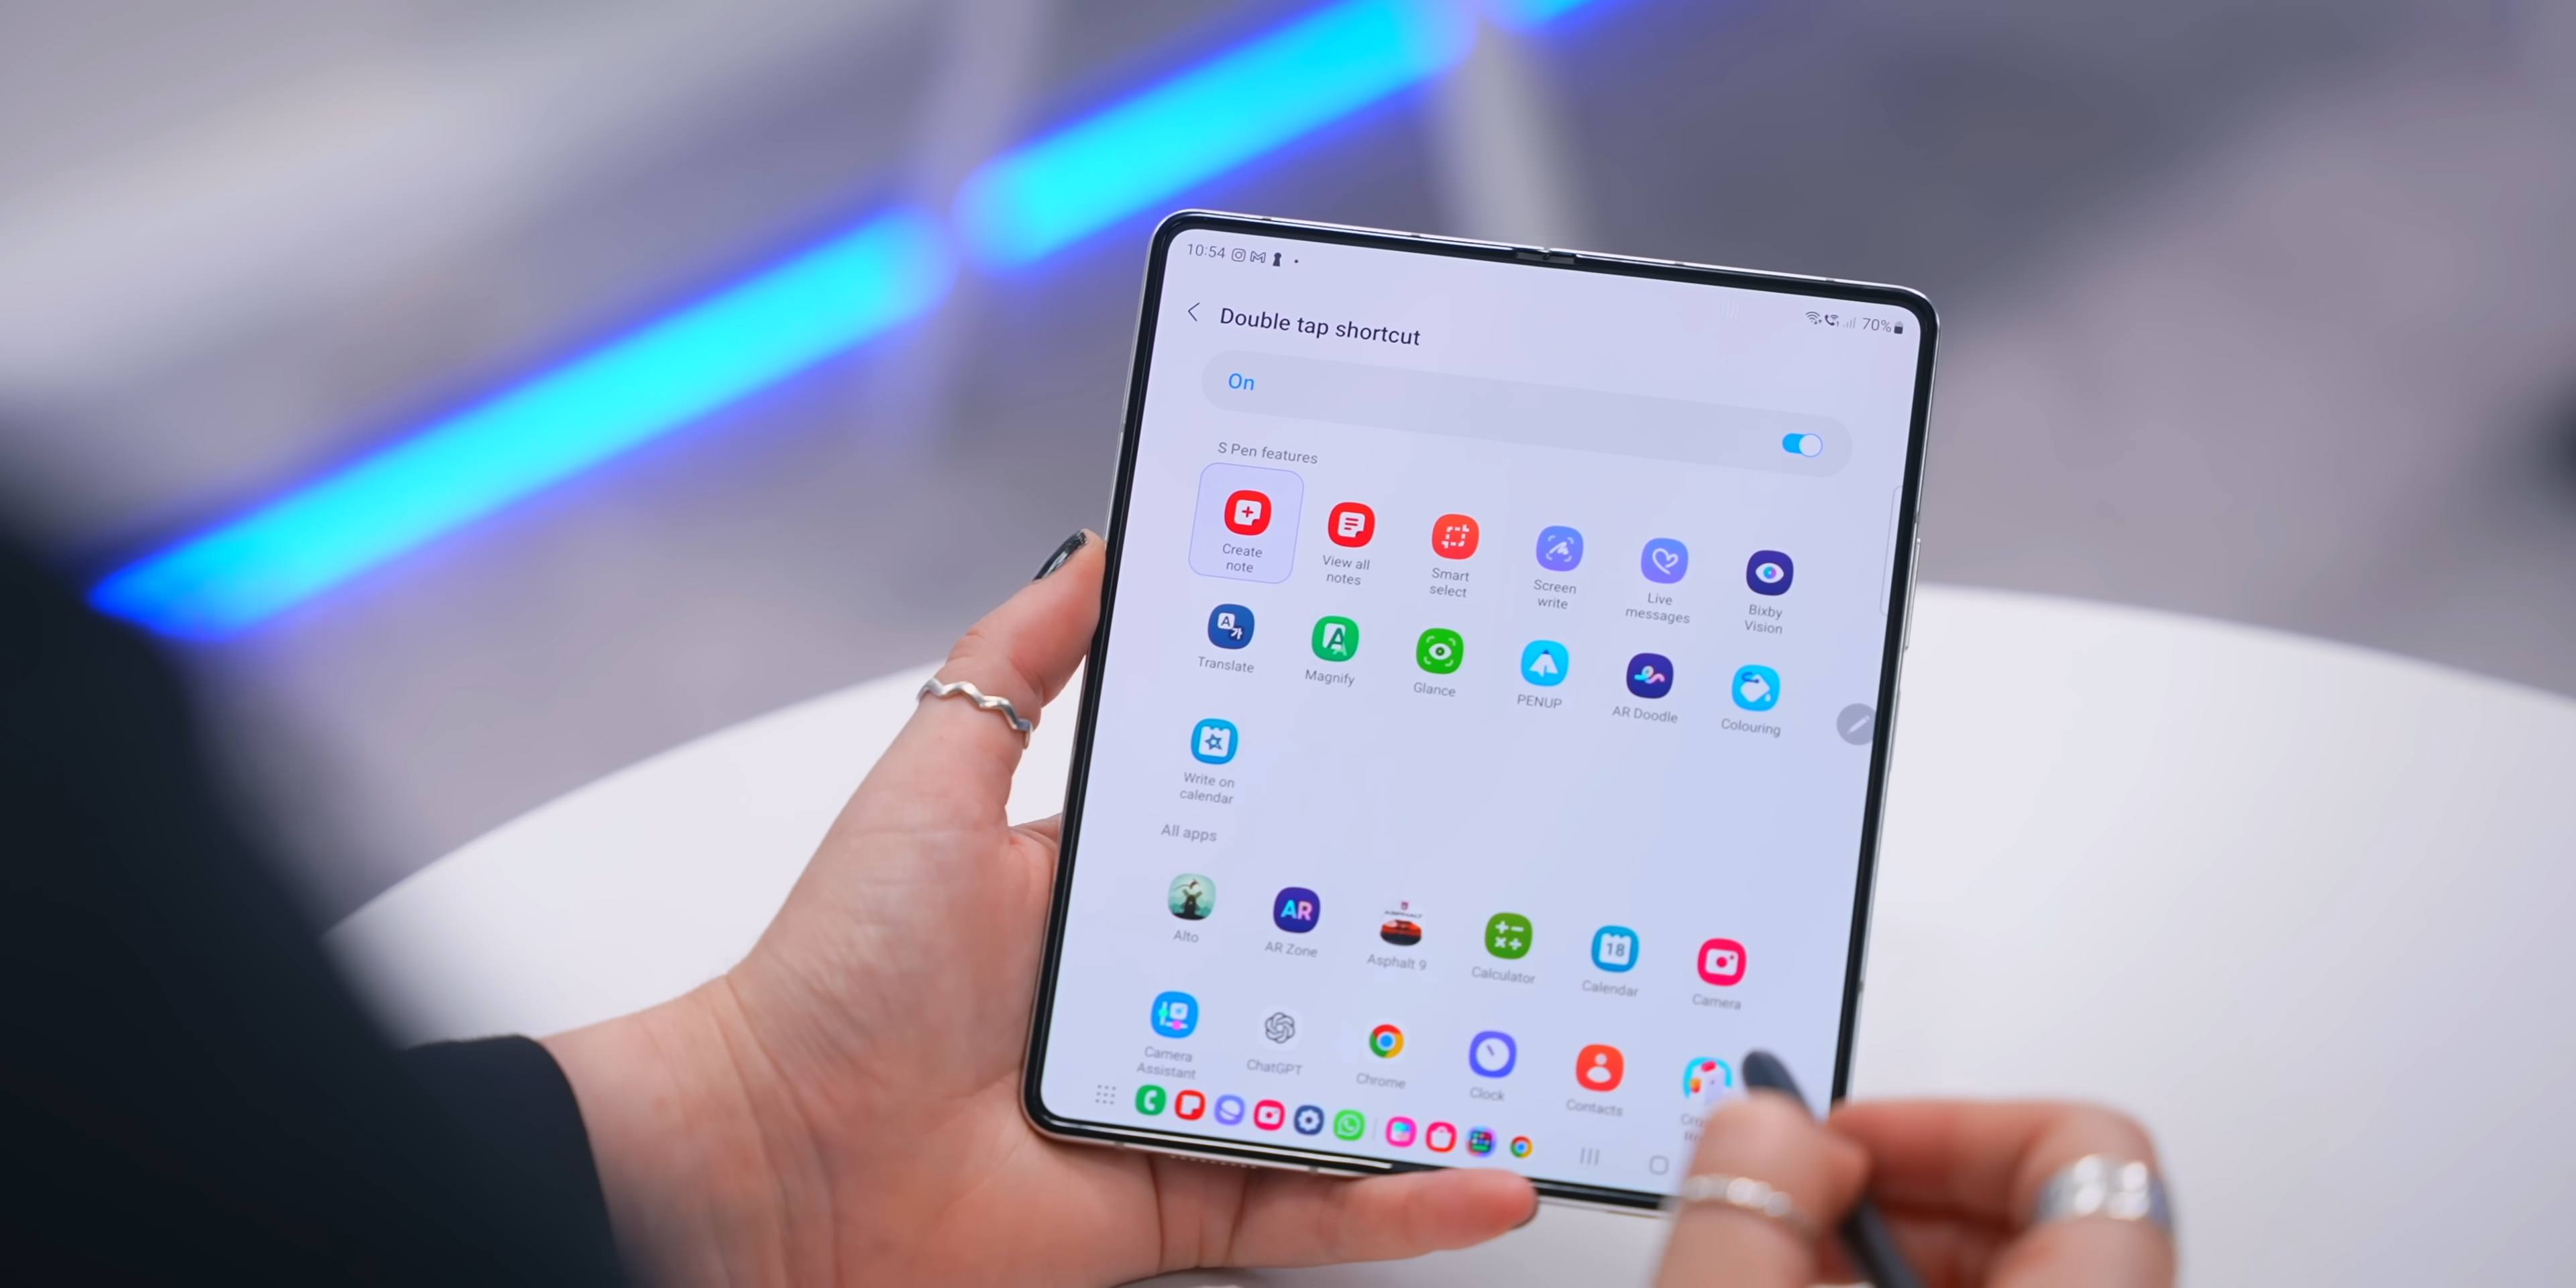 10:54
70%
Double tap shortcut
On
S Pen features
Create
note
View all
notes
Smart
select
Screen
write
Live
messages
Bixby
Vision
Translate
Magnify
Glance
PENUP
AR Doodle
Colouring
Write on
calendar
All apps
Alto
AR
AR Zone
ASPHALT
Asphalt 9
Calculator
18
Calendar
Camera
Camera
Assistant
ChatGPT
Chrome
Clock
Contacts